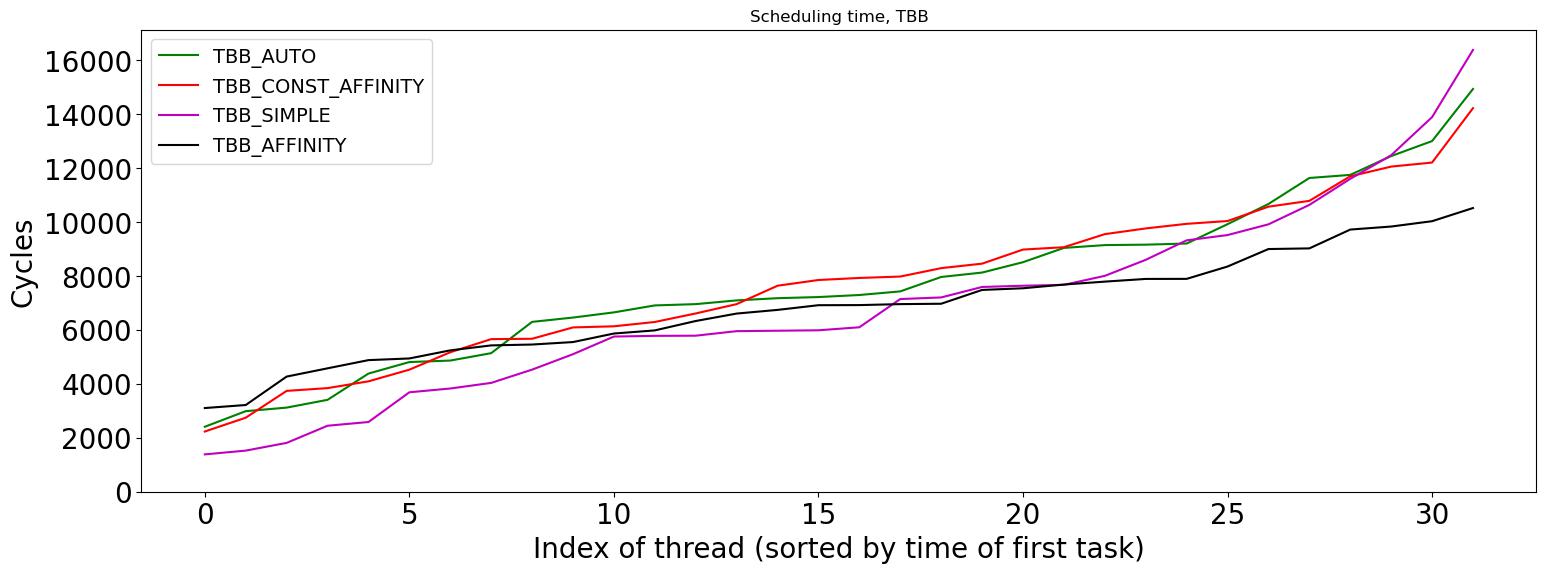 Scheduling time, TBB
TBB_AUTO
TBB_CONST_AFFINITY
TBB_SIMPLE
TBB_AFFINITY
16000
14000
12000
10000
8000
6000
4000
2000
0
Cycles
0 5 10 15 20 25 30
Index of thread (sorted by time of first task)